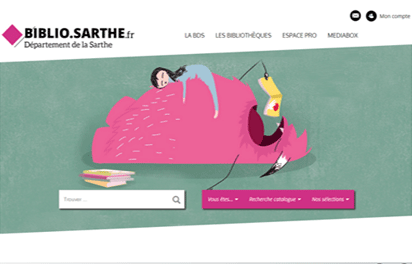 Mon compte
BIBLIO.SARTHE.fr
Département de la Sarthe
LA BDS LES BIBLIOTHÈQUES ESPACE PRO MEDIABOX
Trouver ...
Vous êtes... Recherche catalogue Nos sélections